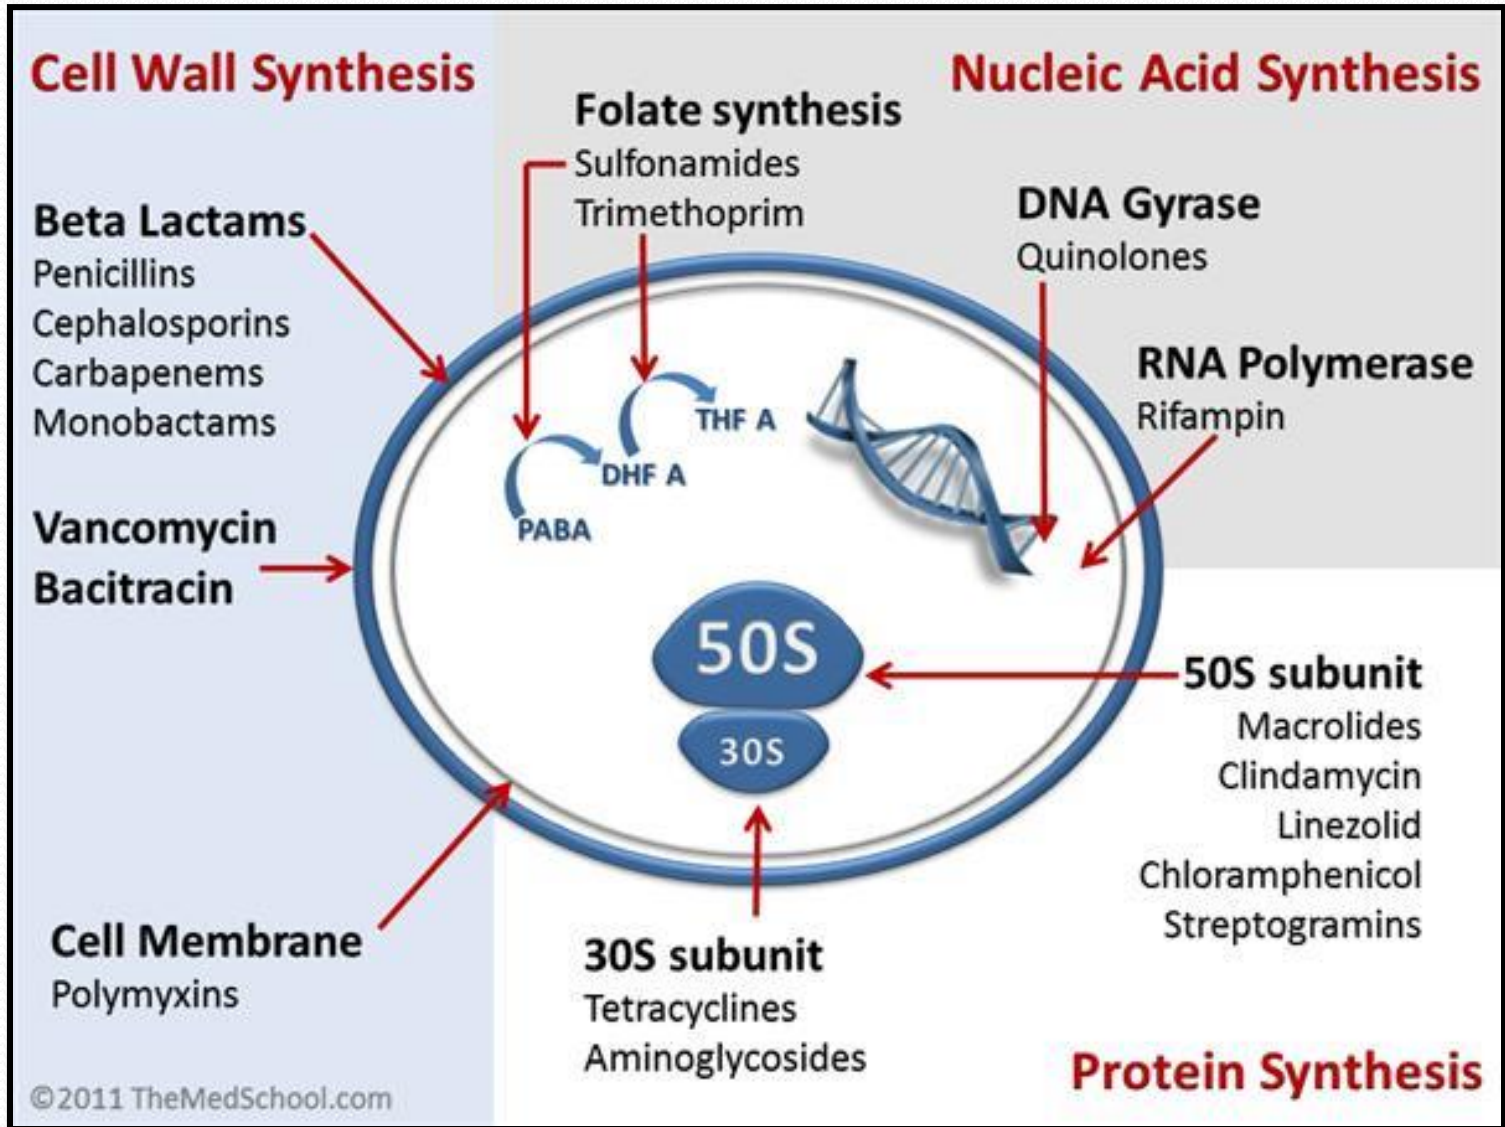 Cell Wall Synthesis
Beta Lactams
Penicillins
Cephalosporins
Carbapenems
Monobactams
Vancomycin
Bacitracin
Cell Membrane
Polymyxins
©2011 TheMedSchool.com
Nucleic Acid Synthesis
Folate synthesis
Sulfonamides
Trimethoprim
DNA Gyrase
Quinolones
RNA Polymerase
Rifampin
THF A
DHF A
PABA
50S
30S
50S subunit
Macrolides
Clindamycin
Linezolid
Chloramphenicol
Streptogramins
30S subunit
Tetracyclines
Aminoglycosides
Protein Synthesis